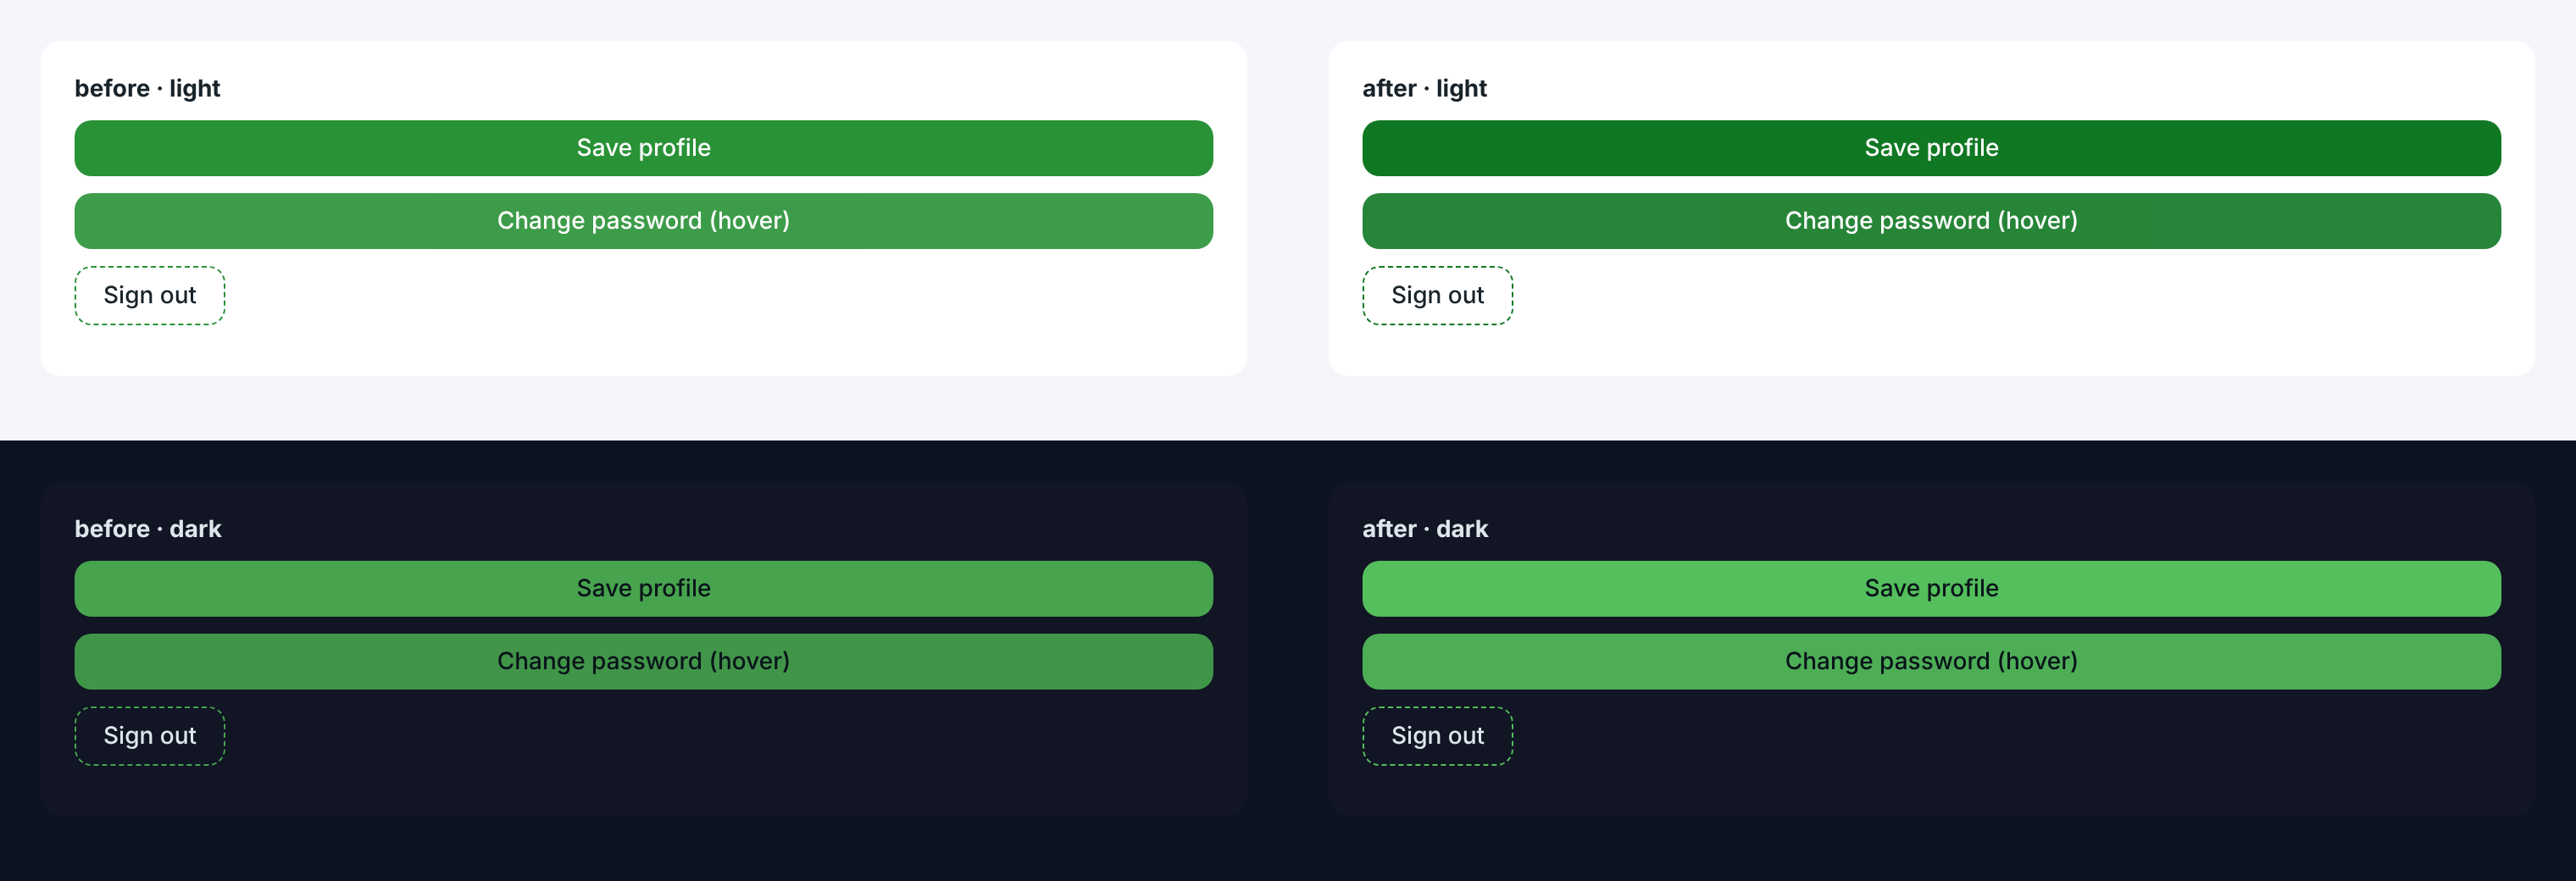 before · light
Save profile
Change password (hover)
Sign out
after · light
Save profile
Change password (hover)
Sign out
before · dark
Save profile
Change password (hover)
Sign out
after · dark
Save profile
Change password (hover)
Sign out